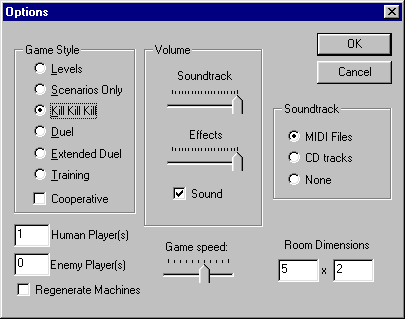 Options
Game Style
Levels
Scenarios Only
Kill Kill Kill
Duel
Extended Duel
Training
Cooperative
1 Human Player(s)
0 Enemy Player(s)
Regenerate Machines
Volume
Soundtrack
Effects
Sound
Game speed:
OK
Cancel
Soundtrack
MIDI Files
CD tracks
None
Room Dimensions
5 x 2